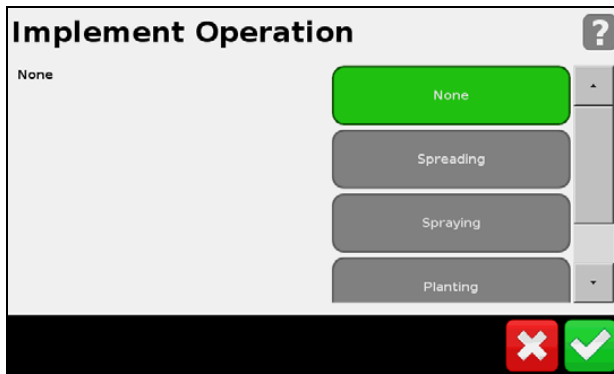 Implement Operation
?
None
None
Spreading
Spraying
Planting